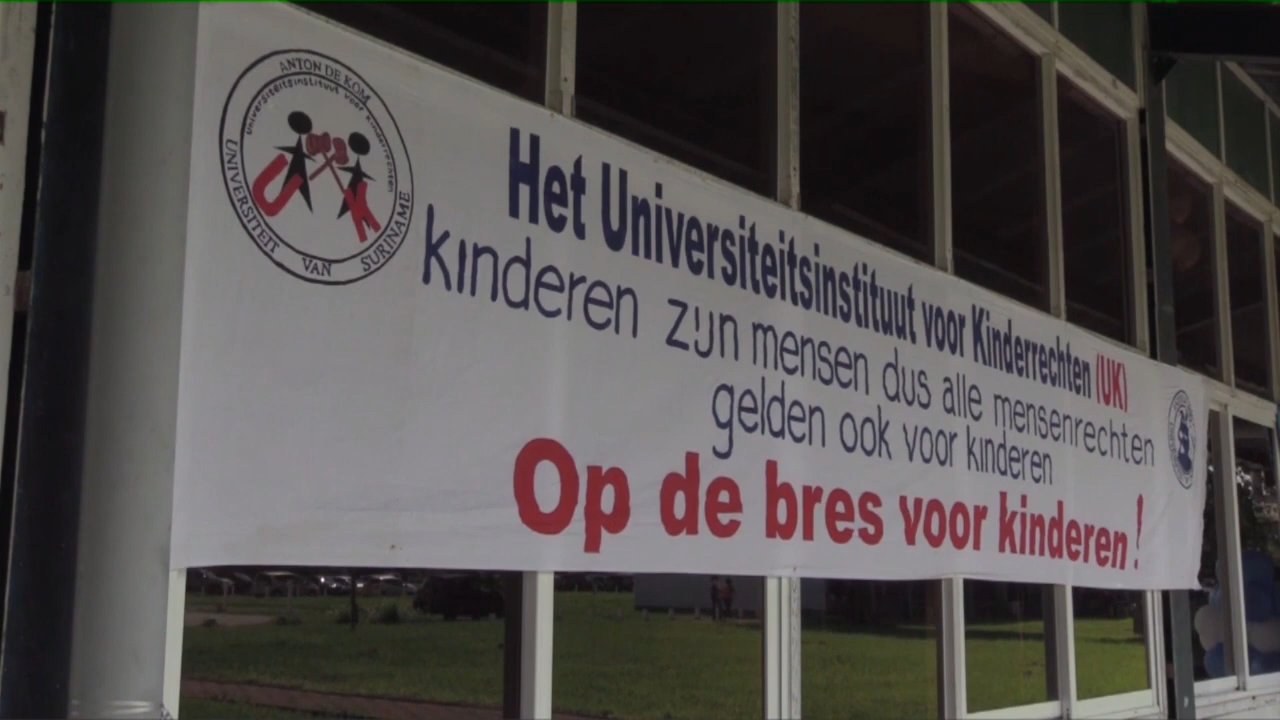 ANTON DE KOM
Universiteitsinstituut voor Kinderrechten
UK
UNIVERSITEIT VAN SURINAME
Het Universiteitsinstituut voor Kinderrechten (UK)
kinderen zijn mensen dus alle mensenrechten
gelden ook voor kinderen
Op de bres voor kinderen!